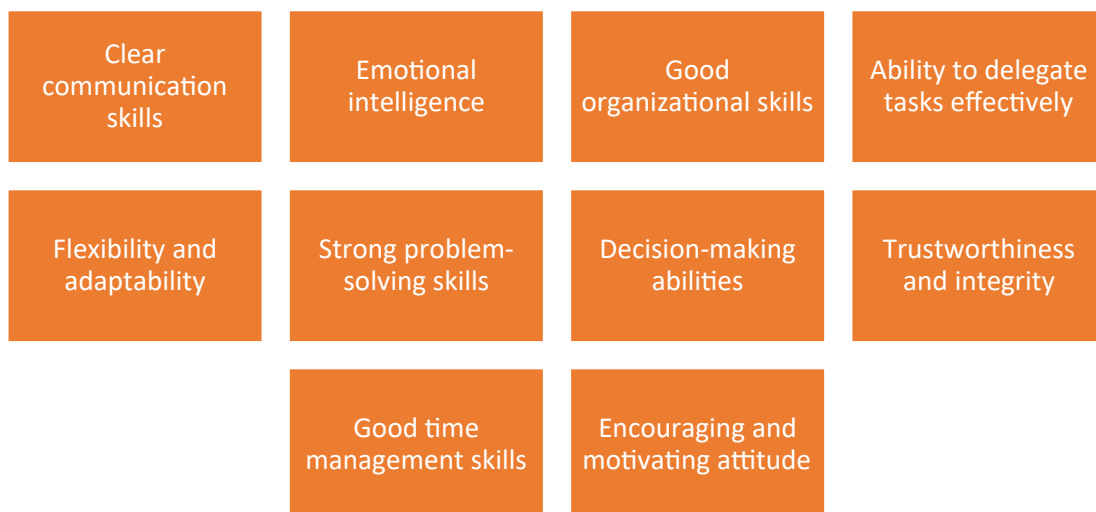 Clear
communication
skills
Emotional
intelligence
Good
organizational skills
Ability to delegate
tasks effectively
Flexibility and
adaptability
Strong problem-
solving skills
Decision-making
abilities
Trustworthiness
and integrity
Good time
management skills
Encouraging and
motivating attitude